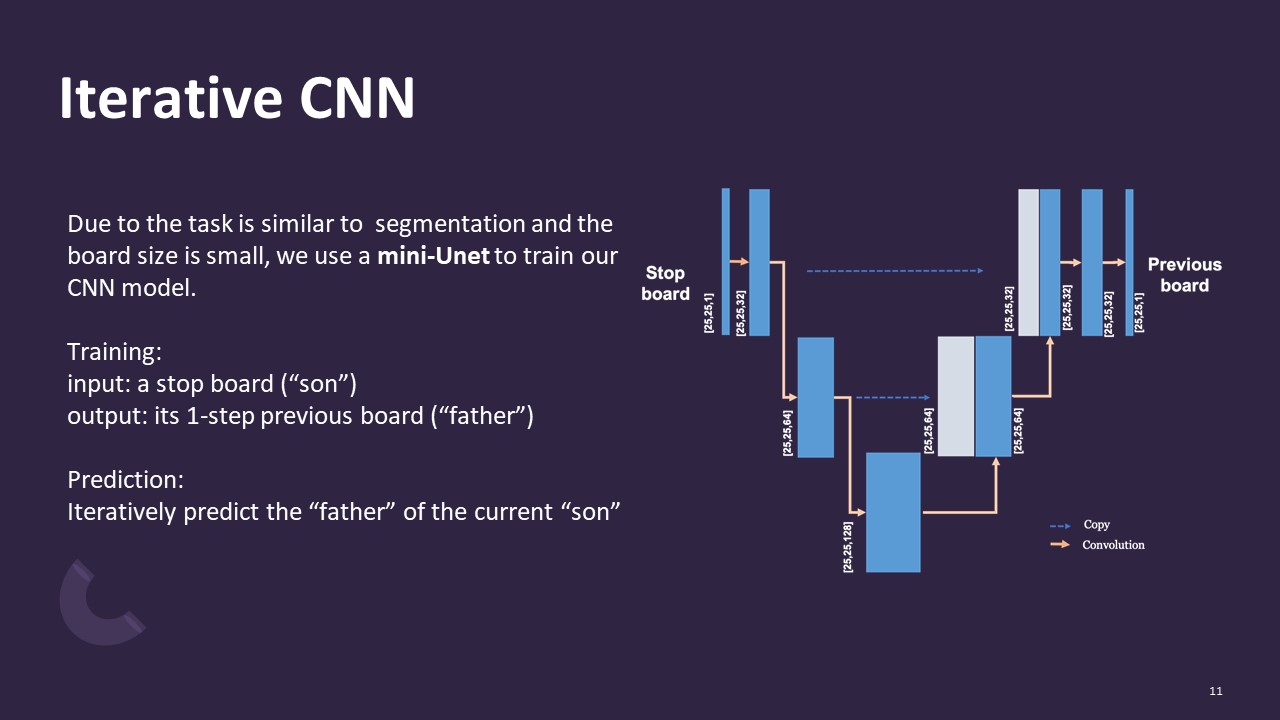 Iterative CNN
Due to the task is similar to  segmentation and the
board size is small, we use a mini-Unet to train our
CNN model.
Training:
input: a stop board (“son”)
output: its 1-step previous board (“father”)
Prediction:
Iteratively predict the “father” of the current “son”
Stop
board
[25,25,1]
[25,25,32]
[25,25,64]
[25,25,128]
[25,25,64]
[25,25,64]
[25,25,32]
[25,25,32]
[25,25,32]
[25,25,1]
Previous
board
Copy
Convolution
11